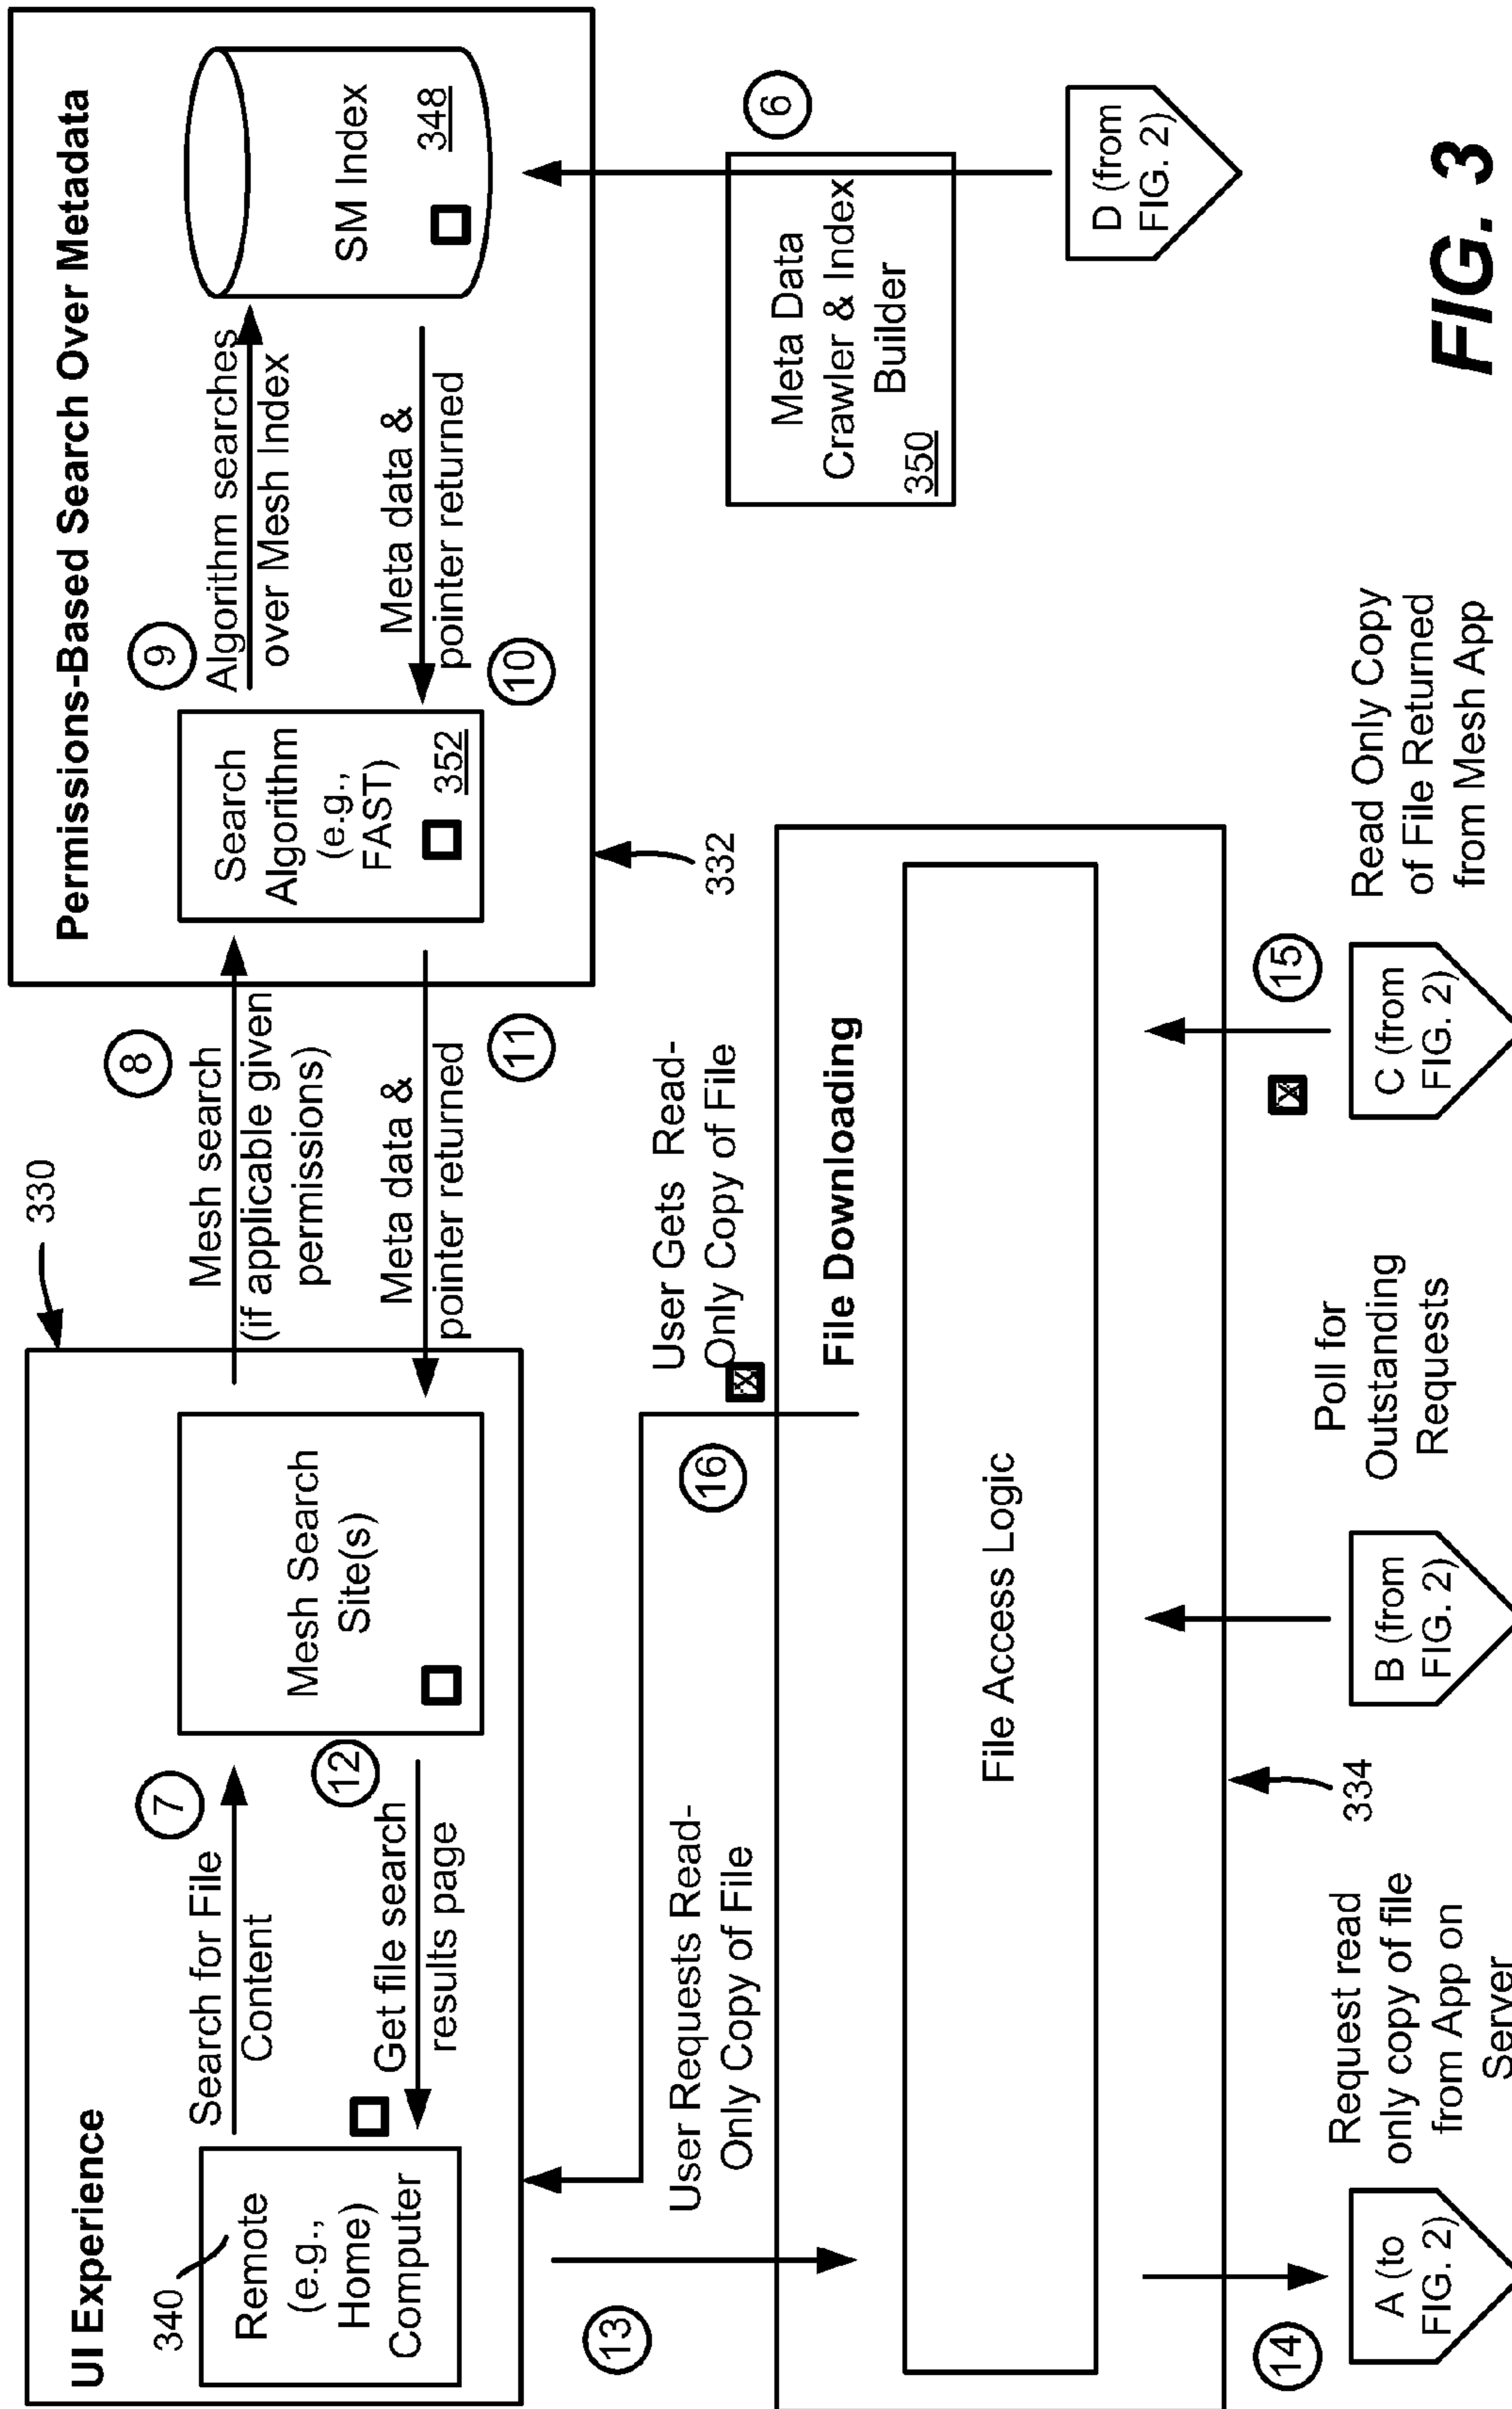 UI Experience
340
Remote
(e.g.,
Home)
Computer
Search for File
Content
7
12
Get file search
results page
Mesh Search
Site(s)
330
8
Mesh search
(if applicable given
permissions)
Meta data &
pointer returned
11
Permissions-Based Search Over Metadata
Search
Algorithm
(e.g.,
FAST)
352
9
Algorithm searches
over Mesh Index
Meta data &
pointer returned
10
SM Index
348
332
13
User Requests Read-
Only Copy of File
16
User Gets Read-
Only Copy of File
X
File Downloading
File Access Logic
Meta Data
Crawler & Index
Builder
350
6
D (from
FIG. 2)
14
A (to
FIG. 2)
Request read
only copy of file
from App on
Server
334
B (from
FIG. 2)
Poll for
Outstanding
Requests
X
15
C (from
FIG. 2)
Read Only Copy
of File Returned
from Mesh App
FIG. 3